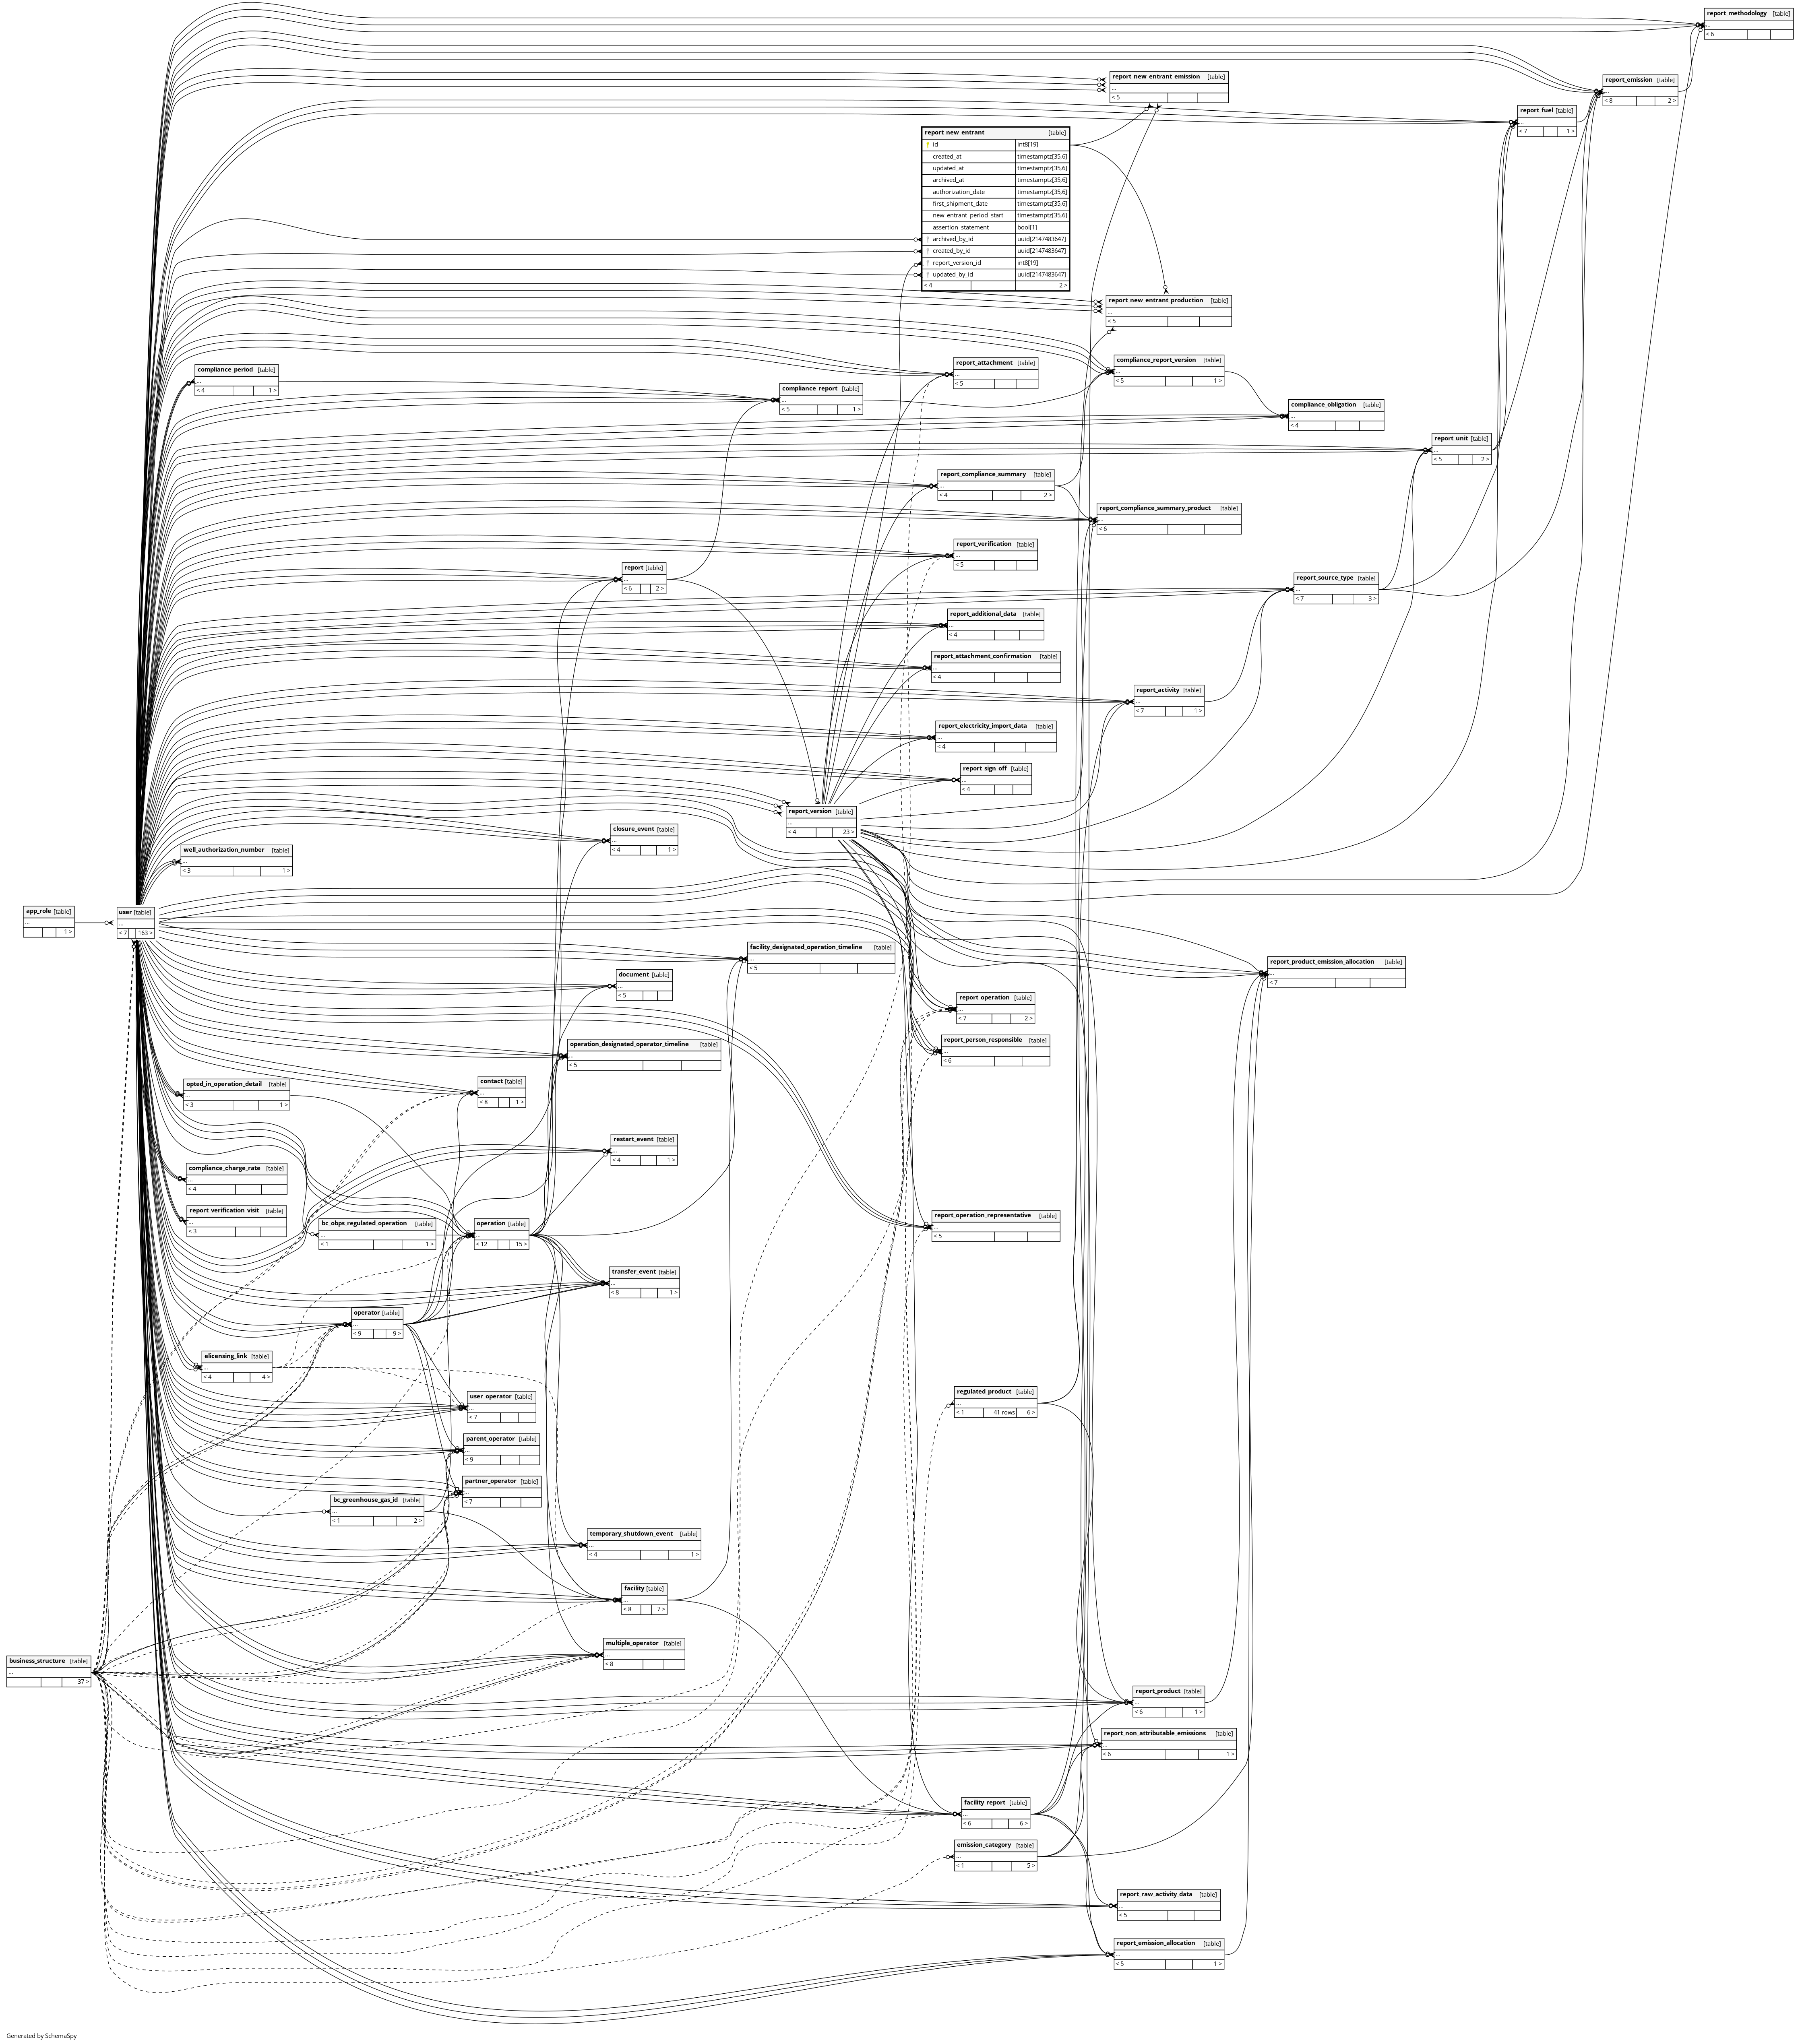 report_methodology [table]
...
< 6
report_new_entrant_emission [table]
...
< 5
report_emission [table]
...
< 8 2 >
report_fuel [table]
...
< 7 1 >
report_new_entrant [table]
id int8[19]
created_at timestamptz[35,6]
updated_at timestamptz[35,6]
archived_at timestamptz[35,6]
authorization_date timestamptz[35,6]
first_shipment_date timestamptz[35,6]
new_entrant_period_start timestamptz[35,6]
assertion_statement bool[1]
archived_by_id uuid[2147483647]
created_by_id uuid[2147483647]
report_version_id int8[19]
updated_by_id uuid[2147483647]
< 4 2 >
report_new_entrant_production [table]
...
< 5
compliance_report_version [table]
...
< 5 1 >
report_attachment [table]
...
< 5
compliance_period [table]
...
< 4 1 >
compliance_report [table]
...
< 5 1 >
compliance_obligation [table]
...
< 4
report_unit [table]
...
< 5 2 >
report_compliance_summary [table]
...
< 4 2 >
report_compliance_summary_product [table]
...
< 6
report_verification [table]
...
< 5
report [table]
...
< 6 2 >
report_source_type [table]
...
< 7 3 >
report_additional_data [table]
...
< 4
report_attachment_confirmation [table]
...
< 4
report_activity [table]
...
< 7 1 >
report_electricity_import_data [table]
...
< 4
report_sign_off [table]
...
< 4
report_version [table]
...
< 4 23 >
closure_event [table]
...
< 4 1 >
well_authorization_number [table]
...
< 3 1 >
app_role [table]
...
1 >
user [table]
...
< 7 163 >
facility_designated_operation_timeline [table]
...
< 5
report_product_emission_allocation [table]
...
< 7
document [table]
...
< 5
report_operation [table]
...
< 7 2 >
report_person_responsible [table]
...
< 6
operation_designated_operator_timeline [table]
...
< 5
contact [table]
...
< 8 1 >
opted_in_operation_detail [table]
...
< 3 1 >
restart_event [table]
...
< 4 1 >
compliance_charge_rate [table]
...
< 4
report_verification_visit [table]
...
< 3
report_operation_representative [table]
...
< 5
bc_obps_regulated_operation [table]
...
< 1 1 >
operation [table]
...
< 12 15 >
transfer_event [table]
...
< 8 1 >
operator [table]
...
< 9 9 >
elicensing_link [table]
...
< 4 4 >
regulated_product [table]
...
< 1 41 rows 6 >
user_operator [table]
...
< 7
parent_operator [table]
...
< 9
partner_operator [table]
...
< 7
bc_greenhouse_gas_id [table]
...
< 1 2 >
temporary_shutdown_event [table]
...
< 4 1 >
facility [table]
...
< 8 7 >
multiple_operator [table]
...
< 8
business_structure [table]
...
37 >
report_product [table]
...
< 6 1 >
report_non_attributable_emissions [table]
...
< 6 1 >
facility_report [table]
...
< 6 6 >
emission_category [table]
...
< 1 5 >
report_raw_activity_data [table]
...
< 5
report_emission_allocation [table]
...
< 5 1 >
Generated by SchemaSpy